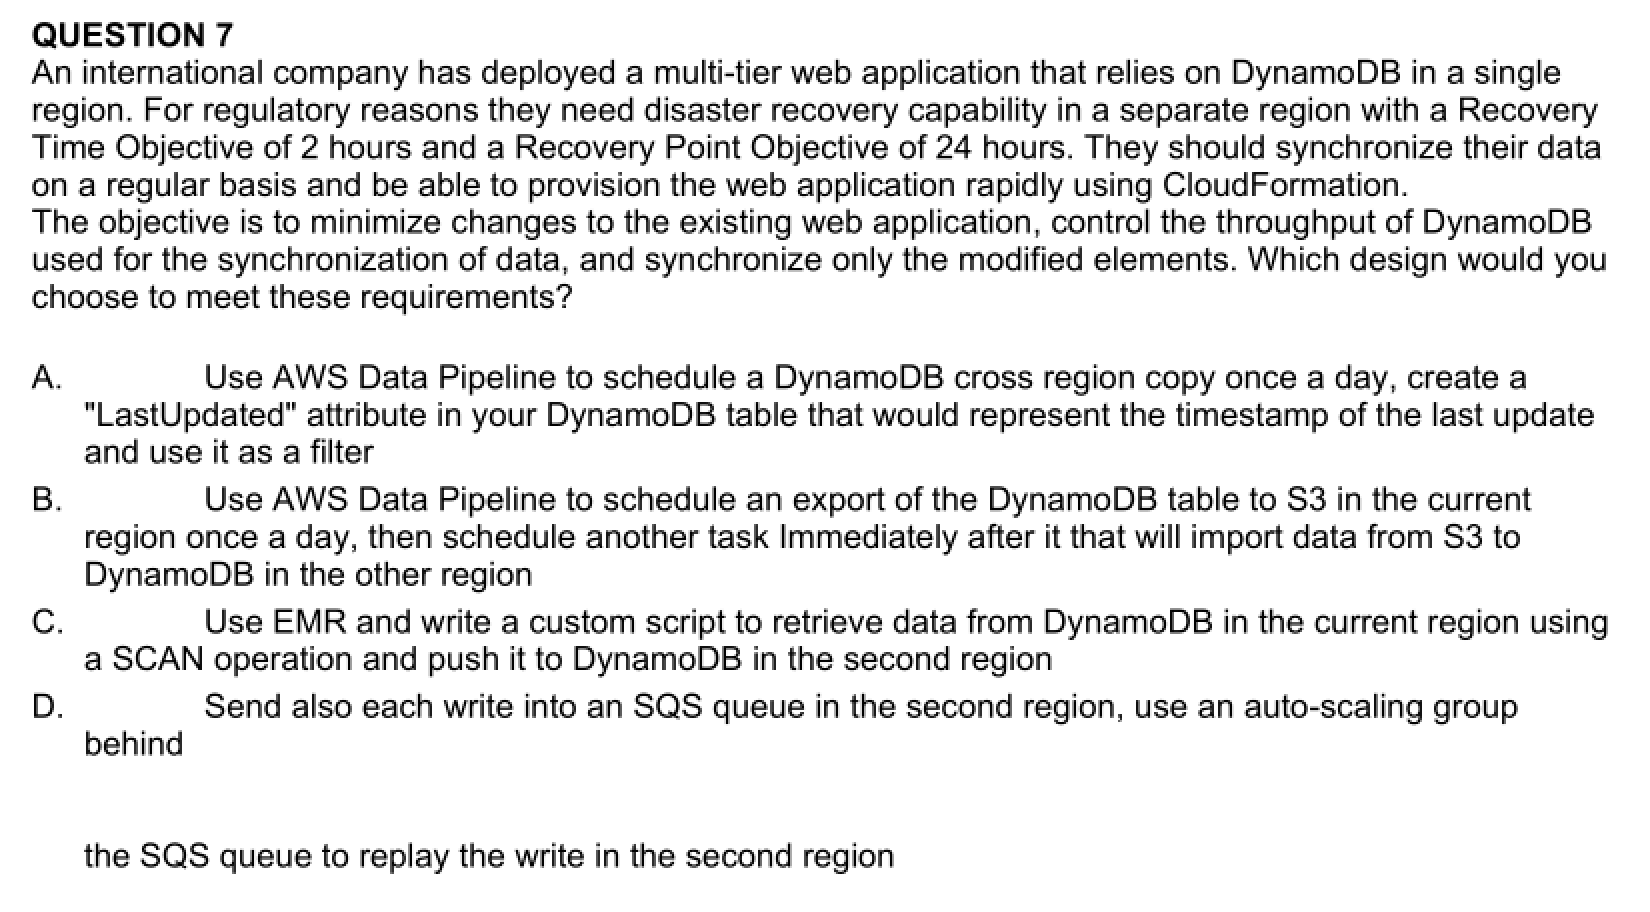 QUESTION 7
An international company has deployed a multi-tier web application that relies on DynamoDB in a single
region. For regulatory reasons they need disaster recovery capability in a separate region with a Recovery
Time Objective of 2 hours and a Recovery Point Objective of 24 hours. They should synchronize their data
on a regular basis and be able to provision the web application rapidly using CloudFormation.
The objective is to minimize changes to the existing web application, control the throughput of DynamoDB
used for the synchronization of data, and synchronize only the modified elements. Which design would you
choose to meet these requirements?
A. Use AWS Data Pipeline to schedule a DynamoDB cross region copy once a day, create a
"LastUpdated" attribute in your DynamoDB table that would represent the timestamp of the last update
and use it as a filter
B. Use AWS Data Pipeline to schedule an export of the DynamoDB table to S3 in the current
region once a day, then schedule another task Immediately after it that will import data from S3 to
DynamoDB in the other region
C. Use EMR and write a custom script to retrieve data from DynamoDB in the current region using
a SCAN operation and push it to DynamoDB in the second region
D. Send also each write into an SQS queue in the second region, use an auto-scaling group
behind
the SQS queue to replay the write in the second region